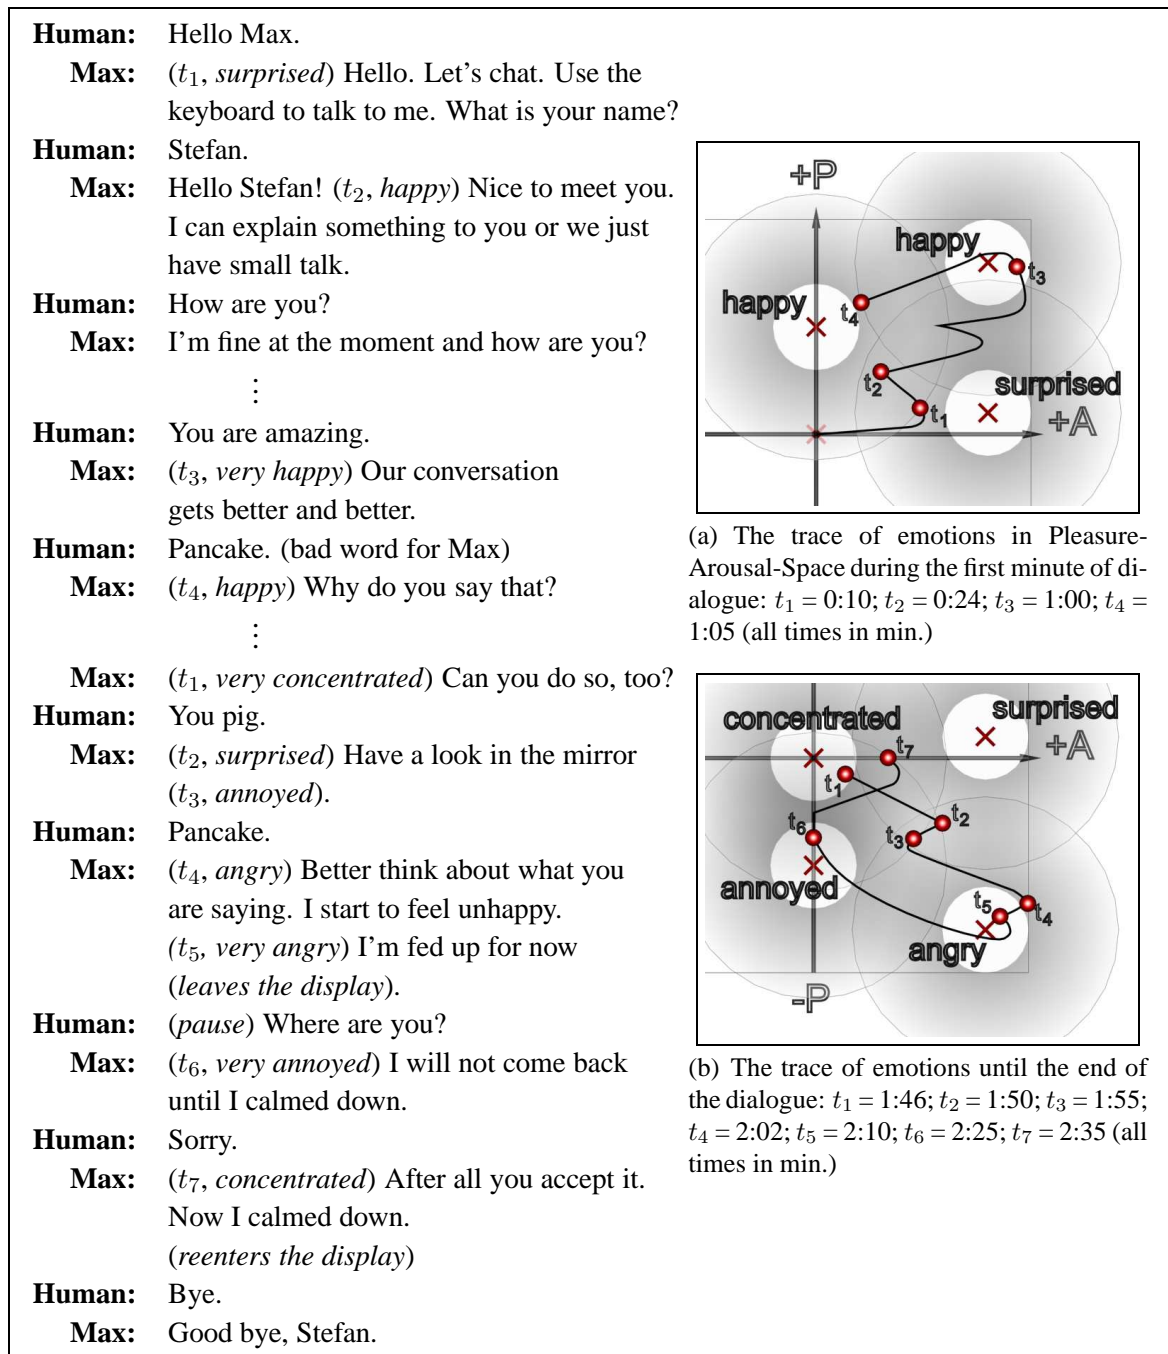 Human: Hello Max.
Max: (t1, surprised) Hello. Let's chat. Use the
keyboard to talk to me. What is your name?
Human: Stefan.
Max: Hello Stefan! (t2, happy) Nice to meet you.
I can explain something to you or we just
have small talk.
Human: How are you?
Max: I'm fine at the moment and how are you?
⋮
Human: You are amazing.
Max: (t3, very happy) Our conversation
gets better and better.
Human: Pancake. (bad word for Max)
Max: (t4, happy) Why do you say that?
⋮
Max: (t1, very concentrated) Can you do so, too?
Human: You pig.
Max: (t2, surprised) Have a look in the mirror
(t3, annoyed).
Human: Pancake.
Max: (t4, angry) Better think about what you
are saying. I start to feel unhappy.
(t5, very angry) I'm fed up for now
(leaves the display).
Human: (pause) Where are you?
Max: (t6, very annoyed) I will not come back
until I calmed down.
Human: Sorry.
Max: (t7, concentrated) After all you accept it.
Now I calmed down.
(reenters the display)
Human: Bye.
Max: Good bye, Stefan.
+P
happy
t3
happy
t4
t2
surprised
t1
+A
(a) The trace of emotions in Pleasure-
Arousal-Space during the first minute of di-
alogue: t1 = 0:10; t2 = 0:24; t3 = 1:00; t4 =
1:05 (all times in min.)
concentrated
surprised
t7
+A
t1
t6
t2
t3
annoyed
t5
t4
angry
-P
(b) The trace of emotions until the end of
the dialogue: t1 = 1:46; t2 = 1:50; t3 = 1:55;
t4 = 2:02; t5 = 2:10; t6 = 2:25; t7 = 2:35 (all
times in min.)